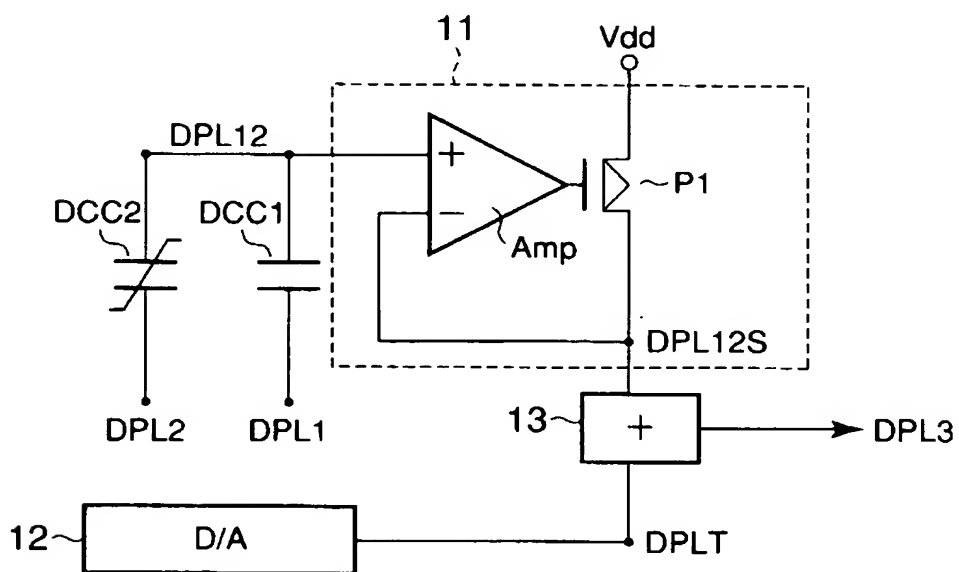 11
Vdd
DPL12
+
P1
DCC2
DCC1
−
Amp
DPL12S
DPL2
DPL1
13
+
DPL3
12
D/A
DPLT